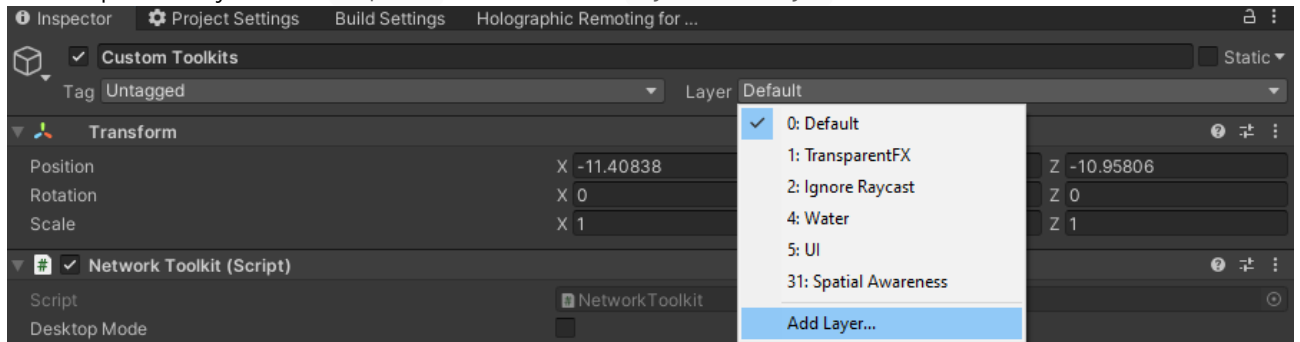 Inspector Project Settings Build Settings Holographic Remoting for ...
Custom Toolkits Static
Tag Untagged Layer Default
Transform
0: Default
1: TransparentFX
Position X -11.40838 Z -10.95806
2: Ignore Raycast
Rotation X 0 Z 0
4: Water
Scale X 1 Z 1
5: UI
Network Toolkit (Script)
31: Spatial Awareness
Script NetworkToolkit
Desktop Mode
Add Layer...